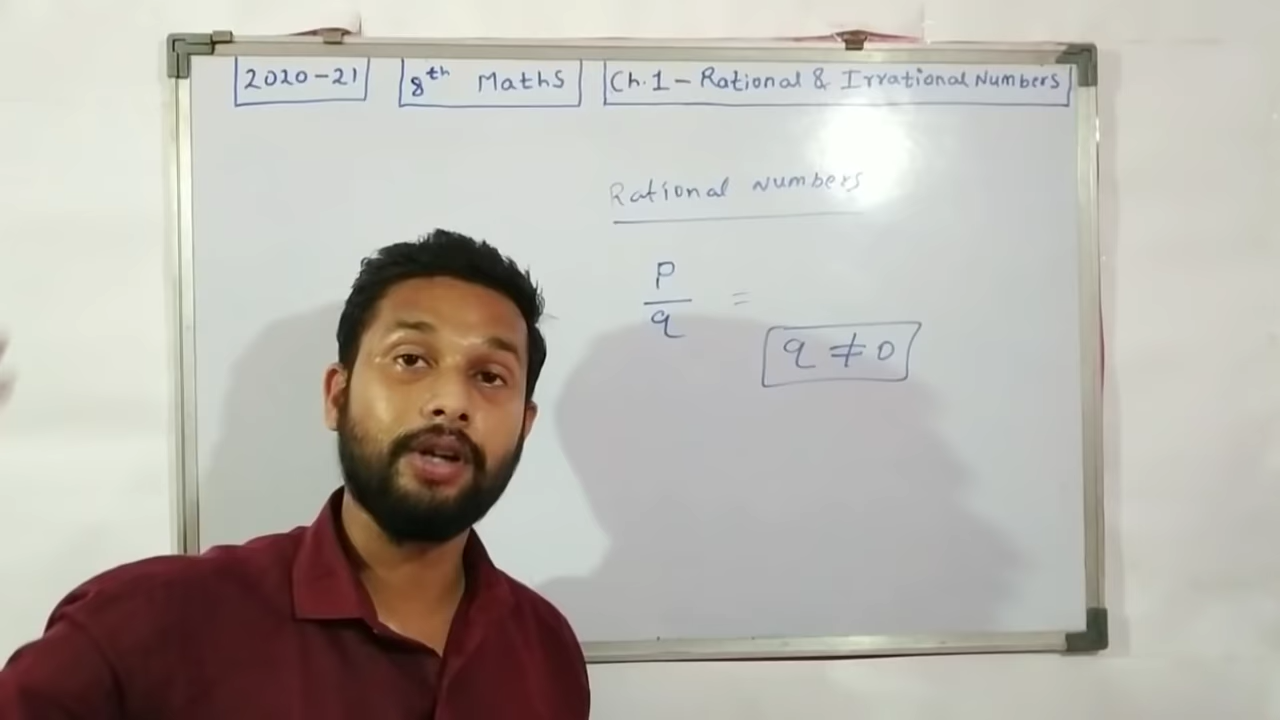 2020-21 8th Maths Ch.1 - Rational & Irrational Numbers
Rational Numbers
P
q =
q ≠ 0